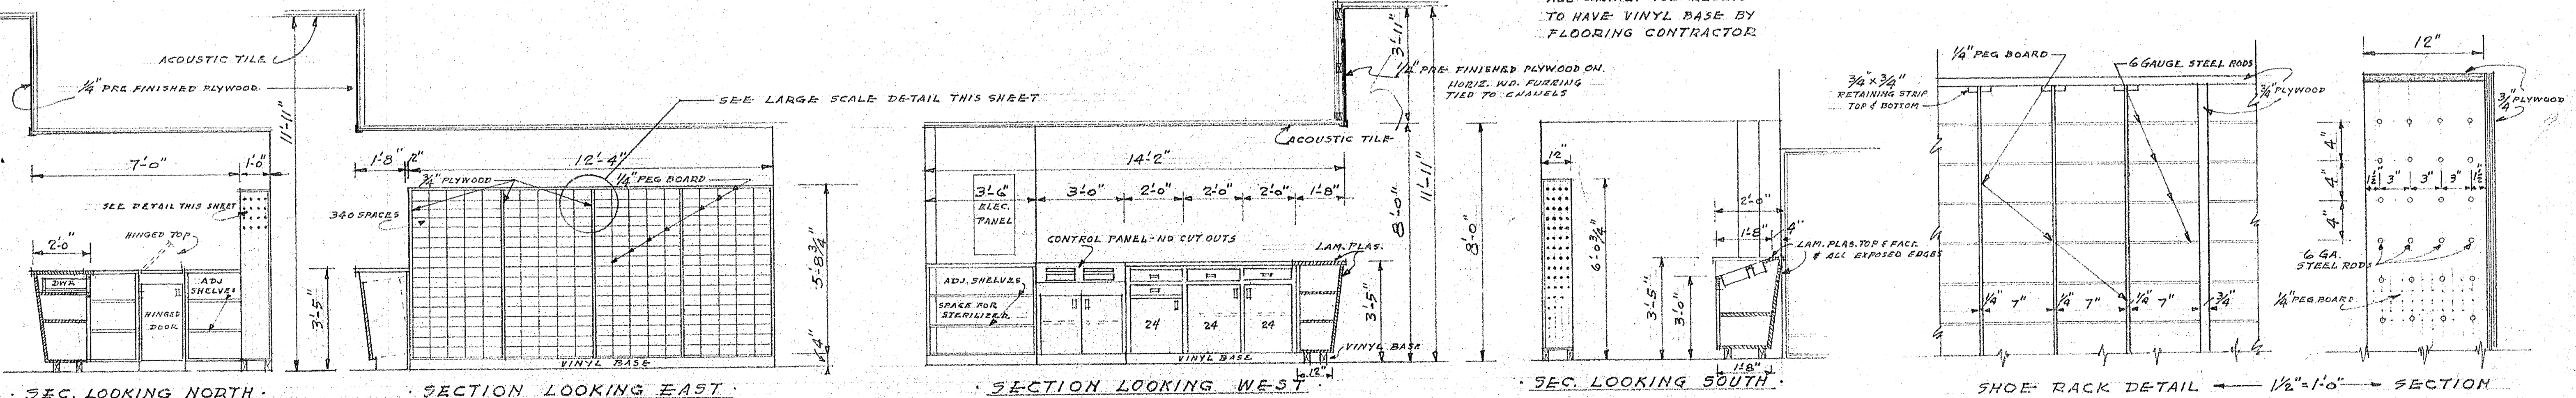 ACOUSTIC TILE
1/4" PRE FINISHED PLYWOOD
11'-11"
7'-0"
1'-0"
SEE DETAIL THIS SHEET
HINGED TOP
2'-0"
DWR
HINGED
DOOR
ADJ
SHELVES
3'-5"
· SEC. LOOKING NORTH ·
SEE LARGE SCALE DETAIL THIS SHEET
1'-8"
2"
12'-4"
3/4" PLYWOOD
1/4" PEG BOARD
340 SPACES
5'-8 3/4"
4"
VINYL BASE
· SECTION LOOKING EAST ·
3'-11"
1/4" PRE FINISHED PLYWOOD ON
HORIZ. WD. FURRING
TIED TO CHANELS
ACOUSTIC TILE
14'-2"
3'-6"
ELEC.
PANEL
3'-0"
2'-0"
2'-0"
2'-0"
1'-8"
CONTROL PANEL-NO CUT OUTS
LAM. PLAS.
ADJ. SHELVES
SPACE FOR
STERILIZER
24
24
24
VINYL BASE
VINYL BASE
12"
3'-5"
8'-0"
11'-11"
· SECTION LOOKING WEST ·
TO HAVE VINYL BASE BY
FLOORING CONTRACTOR
8'-0"
12"
6'-0 3/4"
2'-0"
1'-8"
4"
LAM. PLAS. TOP & FACE
& ALL EXPOSED EDGES
3'-5"
3'-0"
1'-8"
· SEC. LOOKING SOUTH ·
1/4" PEG BOARD
6 GAUGE STEEL RODS
3/4" x 3/4"
RETAINING STRIP
TOP & BOTTOM
3/4" PLYWOOD
1/4" 7" 1/4" 7" 1/4" 7" 3/4"
12"
3/4" PLYWOOD
4"
4"
4"
1 1/2" 3" 3" 3" 1 1/2"
6 GA.
STEEL RODS
1/4" PEG BOARD
SHOE RACK DETAIL 1 1/2"=1'-0" SECTION